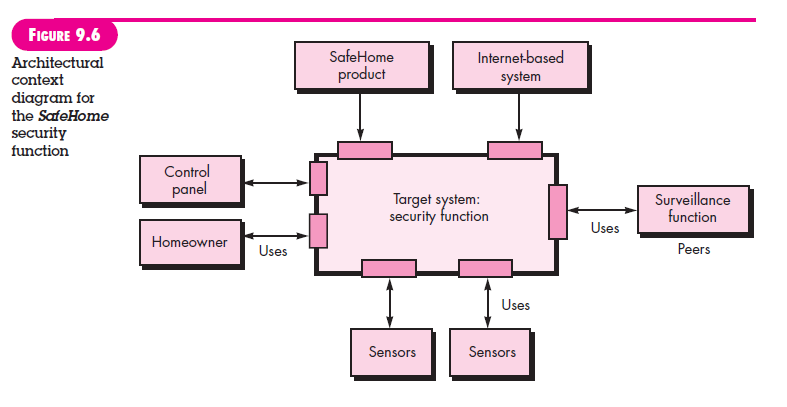 FIGURE 9.6
Architectural
context
diagram for
the SafeHome
security
function
SafeHome
product
Internet-based
system
Control
panel
Target system:
security function
Surveillance
function
Homeowner
Uses
Uses
Peers
Uses
Sensors
Sensors